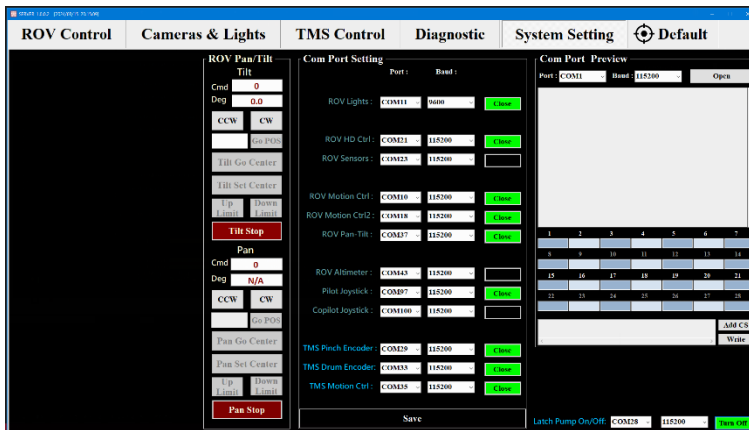 ROV Control Cameras & Lights TMS Control Diagnostic System Setting Default
ROV Pan/Tilt
Tilt
Cmd 0
Deg 0.0
CCW CW
Go POS
Tilt Go Center
Tilt Set Center
Up Limit Down Limit
Tilt Stop
Pan
Cmd 0
Deg N/A
CCW CW
Go POS
Pan Go Center
Pan Set Center
Up Limit Down Limit
Pan Stop
Com Port Setting
Port : Baud :
ROV Lights : COM11 9600 Close
ROV HD Ctrl : COM21 115200 Close
ROV Sensors : COM23 115200
ROV Motion Ctrl : COM10 115200 Close
ROV Motion Ctrl2 : COM18 115200 Close
ROV Pan-Tilt : COM37 115200 Close
ROV Altimeter : COM43 115200
Pilot Joystick : COM97 115200 Close
Copilot Joystick : COM100 115200
TMS Pinch Encoder : COM29 115200 Close
TMS Drum Encoder: COM33 115200 Close
TMS Motion Ctrl : COM35 115200 Close
Save
Com Port Preview
Port : COM1 Baud : 115200 Open
1 2 3 4 5 6 7
8 9 10 11 12 13 14
15 16 17 18 19 20 21
22 23 24 25 26 27 28
Add CS
Write
Latch Pump On/Off: COM28 115200 Turn Off